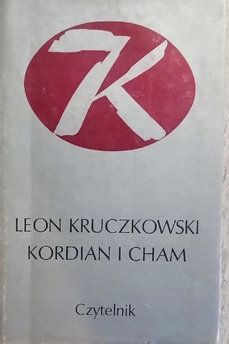 K
LEON KRUCZKOWSKI
KORDIAN I CHAM
Czytelnik